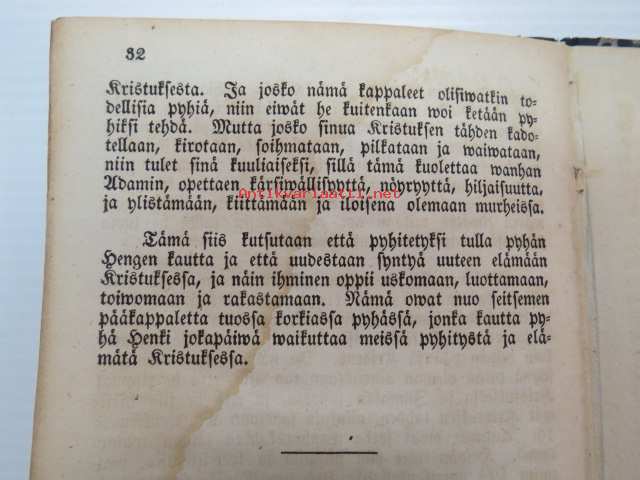 32
Kristuksesta. Ja josko nämä kappaleet olisiwatkin to-
dellisia pyhiä, niin eiwät he kuitenkaan woi ketään py-
hiksi tehdä. Mutta josko sinua Kristuksen tähden kado-
tellaan, kirotaan, soihmataan, pilkataan ja waiwataan,
niin tulet sinä kuuliaiseksi, sillä tämä kuolettaa wanhan
Adamin, opettaen kärsiwällisyyttä, nöyryyttä, hiljaisuutta,
Antikvariaatit.net
ja ylistämään, kiittämään ja iloisena olemaan murheissa.
Tämä siis kutsutaan että pyhitetyksi tulla pyhän
Hengen kautta ja että uudestaan syntyä uuteen elämään
Kristuksessa, ja näin ihminen oppii uskomaan, luottamaan,
toiwomaan ja rakastamaan. Nämä owat nuo seitsemen
pääkappaletta tuossa korkiassa pyhässä, jonka kautta py-
hä Henki jokapäiwä waikuttaa meissä pyhitystä ja elä-
mätä Kristuksessa.